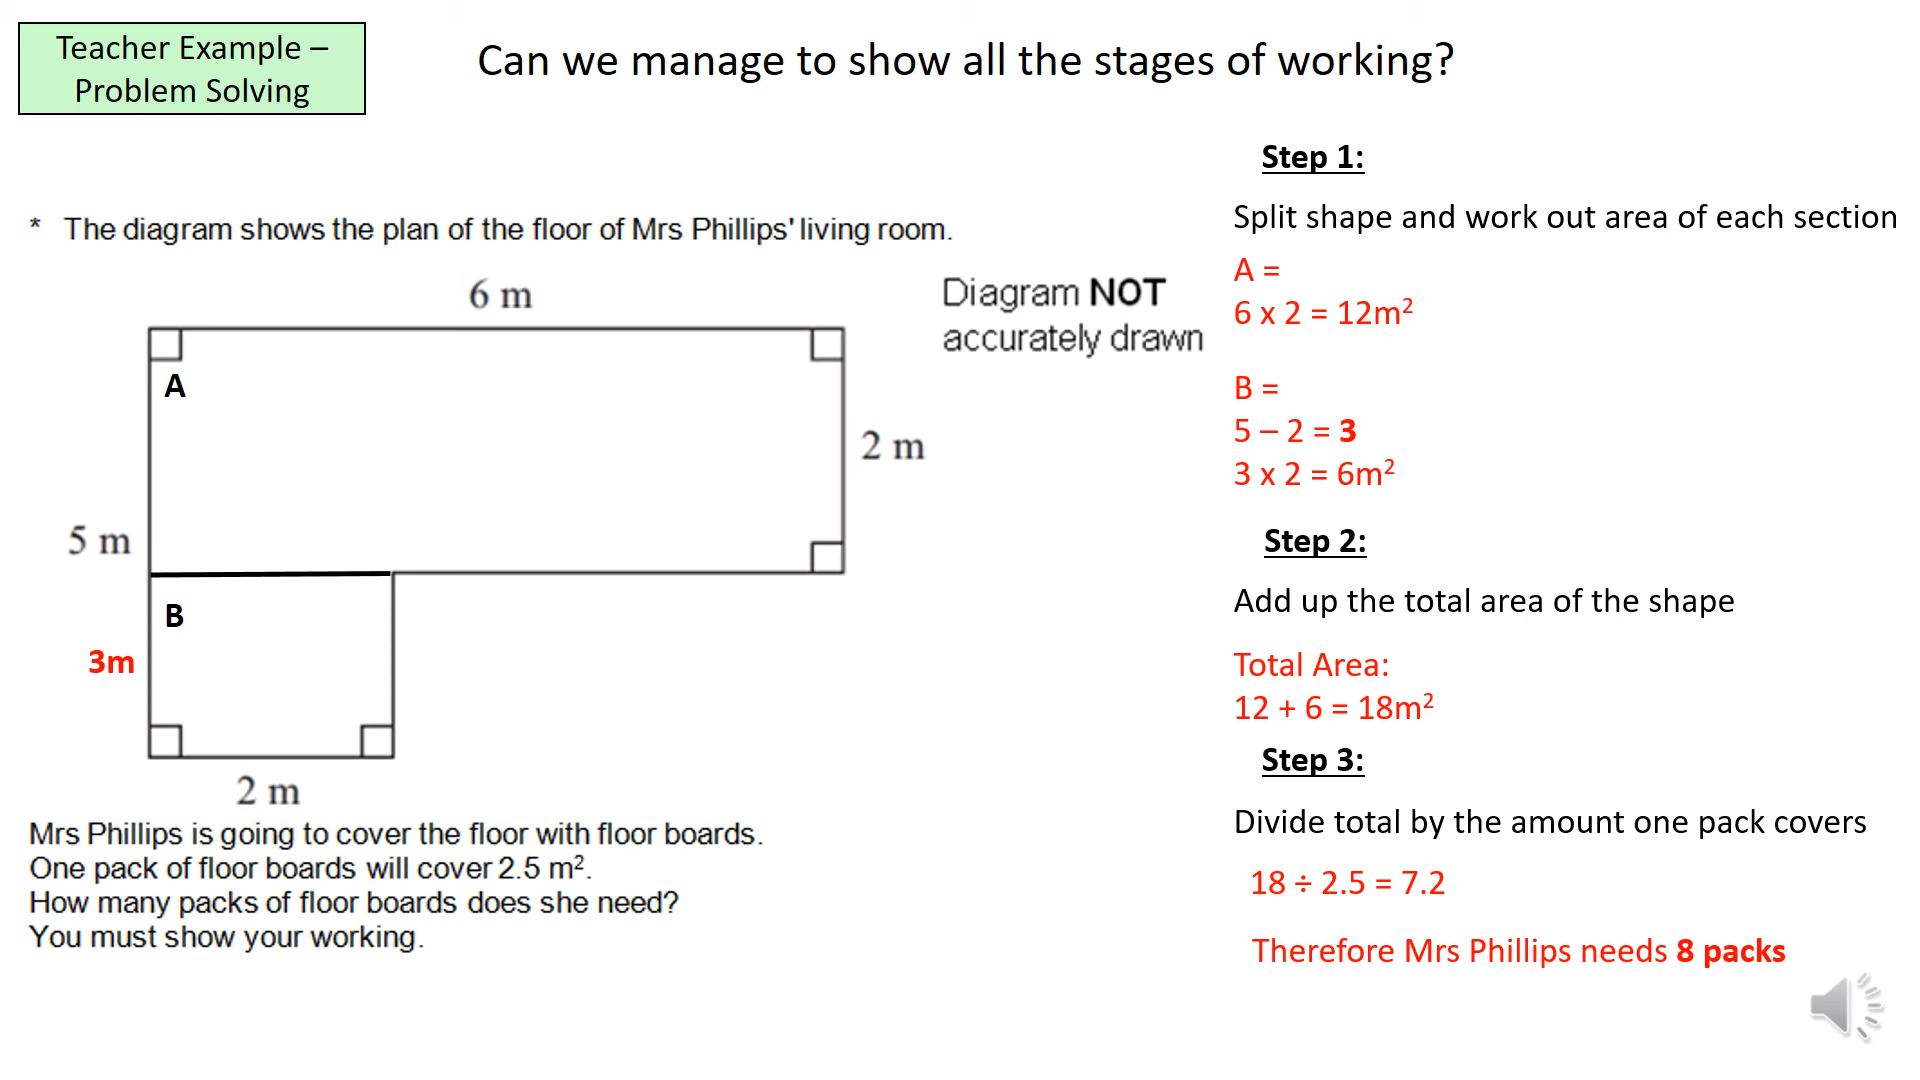 Teacher Example –
Problem Solving
Can we manage to show all the stages of working?
* The diagram shows the plan of the floor of Mrs Phillips' living room.
6 m
Diagram NOT
accurately drawn
A
2 m
5 m
B
3m
2 m
Mrs Phillips is going to cover the floor with floor boards.
One pack of floor boards will cover 2.5 m².
How many packs of floor boards does she need?
You must show your working.
Step 1:
Split shape and work out area of each section
A =
6 x 2 = 12m²
B =
5 – 2 = 3
3 x 2 = 6m²
Step 2:
Add up the total area of the shape
Total Area:
12 + 6 = 18m²
Step 3:
Divide total by the amount one pack covers
18 ÷ 2.5 = 7.2
Therefore Mrs Phillips needs 8 packs